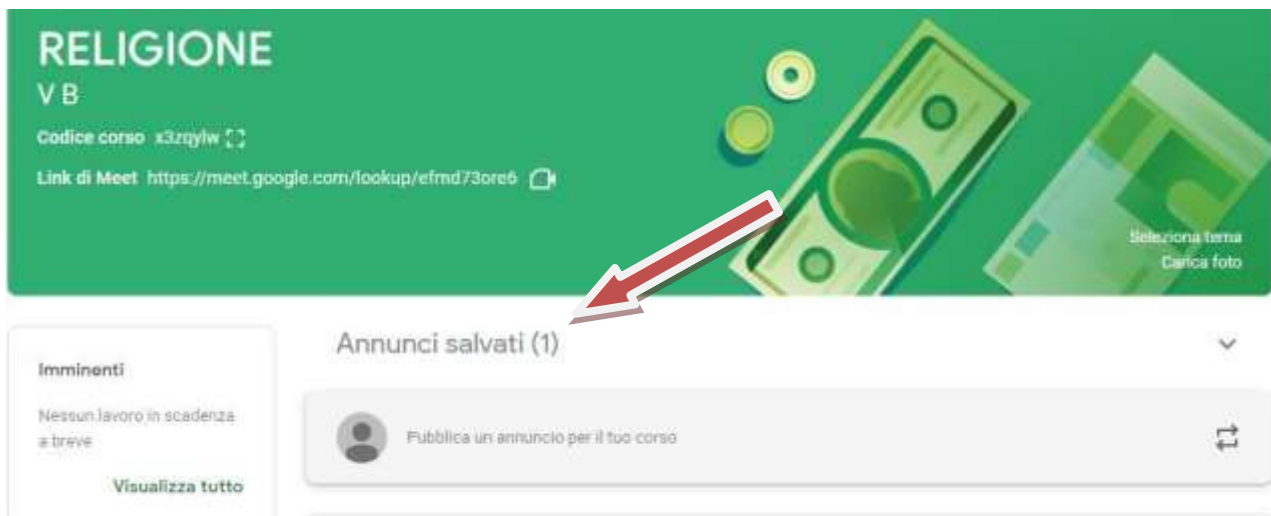 RELIGIONE
V B
Codice corso x3zqylw
Link di Meet https://meet.google.com/lookup/efmd73ore6
Seleziona tema
Carica foto
Annunci salvati (1)
Imminenti
Nessun lavoro in scadenza
a breve
Visualizza tutto
Pubblica un annuncio per il tuo corso